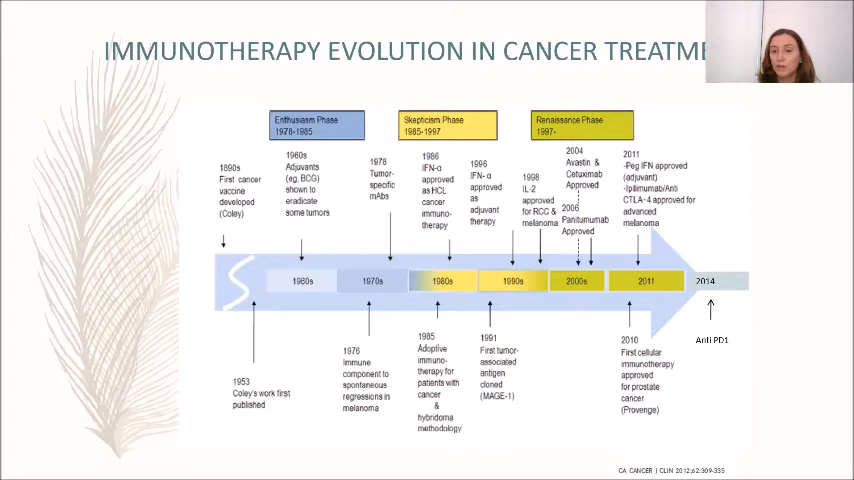 IMMUNOTHERAPY EVOLUTION IN CANCER TREATME
Enthusiasm Phase
1978-1985
Skepticism Phase
1985-1997
Renaissance Phase
1997-
1890s
First cancer
vaccine
developed
(Coley)
1960s
Adjuvants
(eg, BCG)
shown to
eradicate
some tumors
1978
Tumor-
specific
mAbs
1986
IFN-α
approved
as HCL
cancer
immuno-
therapy
1996
IFN- α
approved
as
adjuvant
therapy
1998
IL-2
approved
for RCC &
melanoma
2004
Avastin &
Cetuximab
Approved
2006
Panitumumab
Approved
2011
-Peg IFN approved
(adjuvant)
-Ipilimumab/Anti
CTLA-4 approved for
advanced
melanoma
1960s
1970s
1980s
1990s
2000s
2011
2014
1953
Coley's work first
published
1976
Immune
component to
spontaneous
regressions in
melanoma
1985
Adoptive
immuno-
therapy for
patients with
cancer
&
hybridoma
methodology
1991
First tumor-
associated
antigen
cloned
(MAGE-1)
2010
First cellular
immunotherapy
approved
for prostate
cancer
(Provenge)
Anti PD1
CA CANCER J CLIN 2012;62:309-335